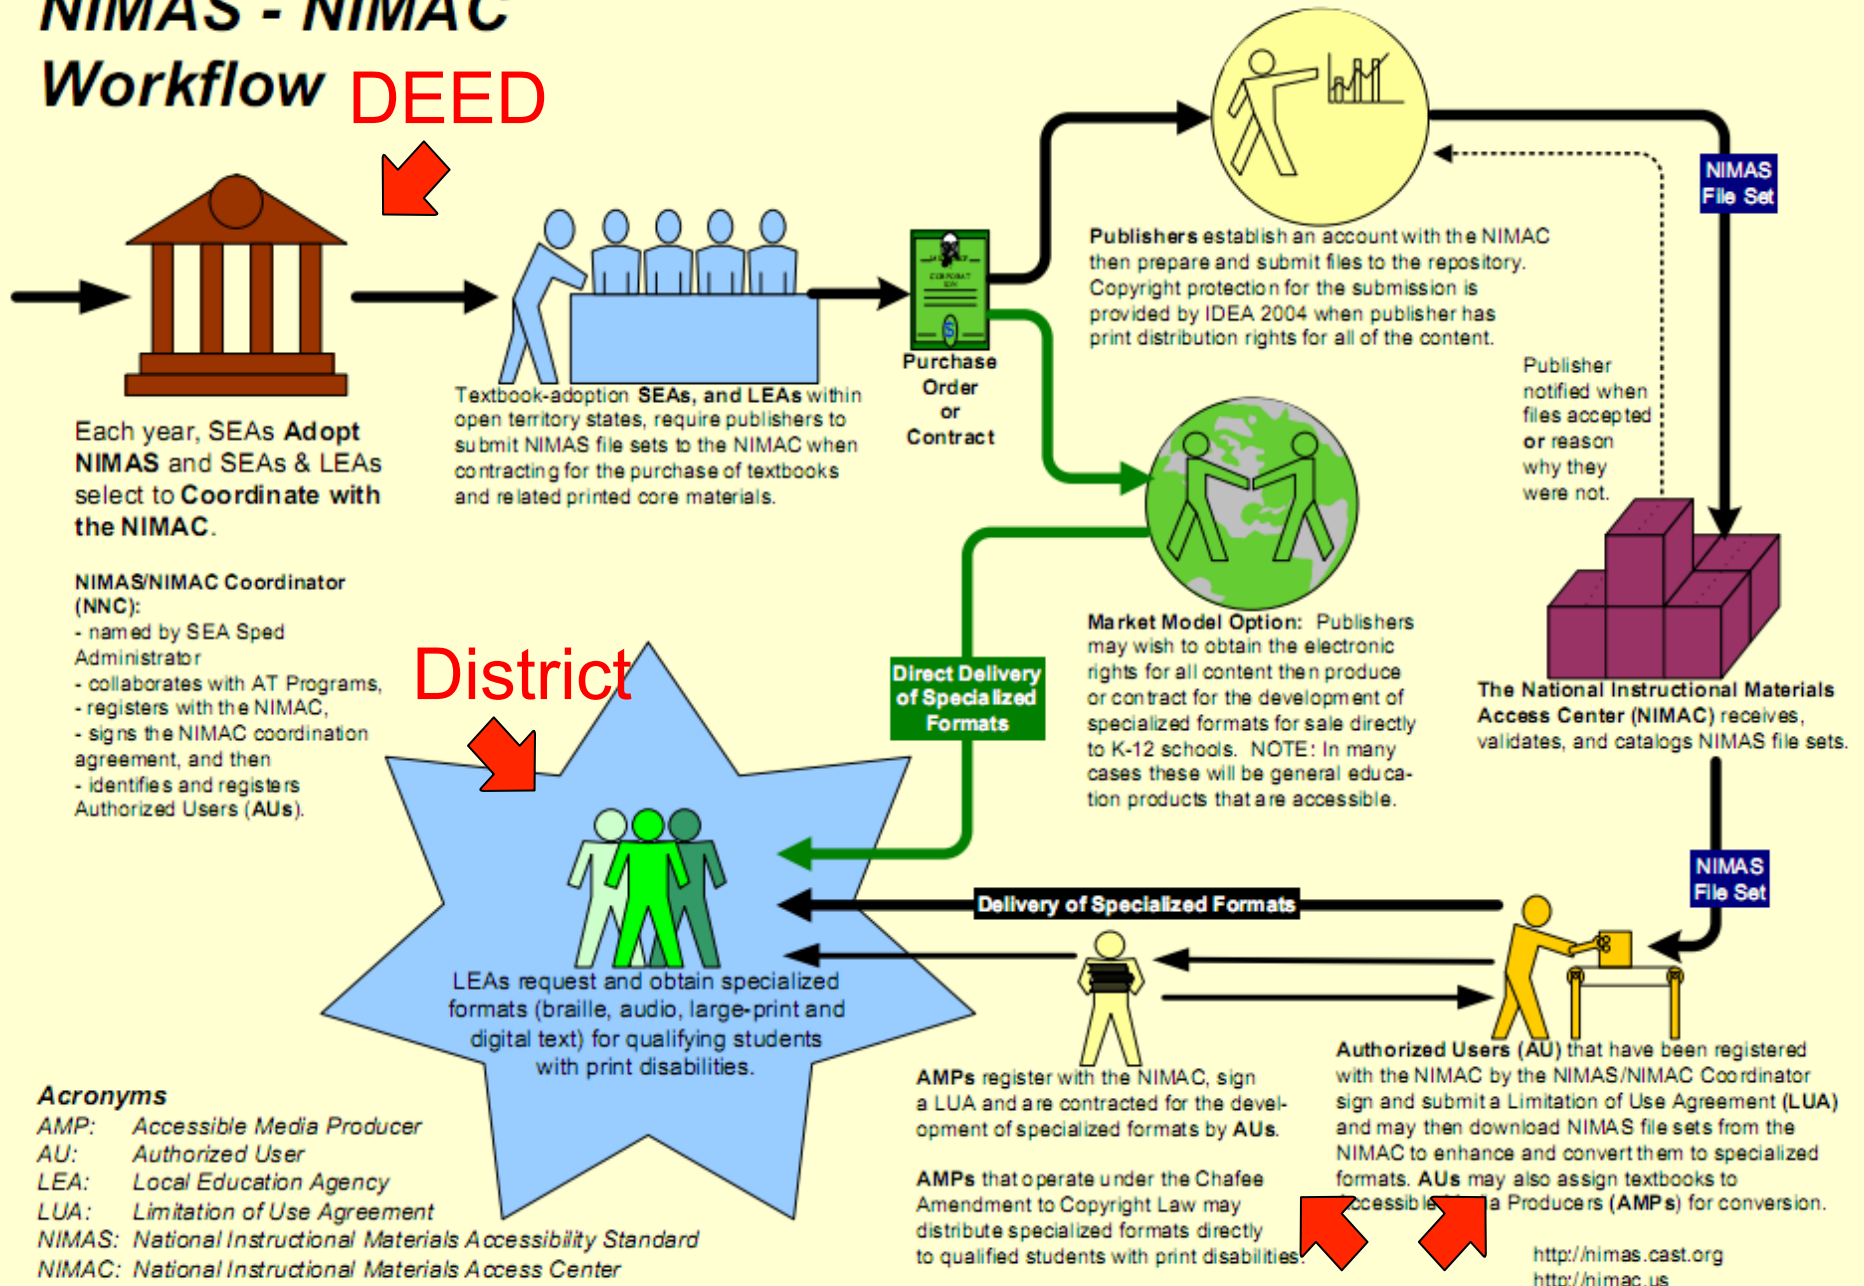 NIMAS - NIMAC
Workflow
DEED
NIMAS
File Set
Publishers establish an account with the NIMAC
then prepare and submit files to the repository.
Copyright protection for the submission is
provided by IDEA 2004 when publisher has
print distribution rights for all of the content.
Purchase
Order
or
Contract
Publisher
notified when
files accepted
or reason
why they
were not.
Textbook-adoption SEAs, and LEAs within
open territory states, require publishers to
submit NIMAS file sets to the NIMAC when
contracting for the purchase of textbooks
and related printed core materials.
Each year, SEAs Adopt
NIMAS and SEAs & LEAs
select to Coordinate with
the NIMAC.
NIMAS/NIMAC Coordinator
(NNC):
- named by SEA Sped
Administrator
- collaborates with AT Programs,
- registers with the NIMAC,
- signs the NIMAC coordination
agreement, and then
- identifies and registers
Authorized Users (AUs).
District
Direct Delivery
of Specialized
Formats
Market Model Option: Publishers
may wish to obtain the electronic
rights for all content then produce
or contract for the development of
specialized formats for sale directly
to K-12 schools. NOTE: In many
cases these will be general educa-
tion products that are accessible.
The National Instructional Materials
Access Center (NIMAC) receives,
validates, and catalogs NIMAS file sets.
NIMAS
File Set
Delivery of Specialized Formats
LEAs request and obtain specialized
formats (braille, audio, large-print and
digital text) for qualifying students
with print disabilities.
AMPs register with the NIMAC, sign
a LUA and are contracted for the devel-
opment of specialized formats by AUs.
AMPs that operate under the Chafee
Amendment to Copyright Law may
distribute specialized formats directly
to qualified students with print disabilities.
Authorized Users (AU) that have been registered
with the NIMAC by the NIMAS/NIMAC Coordinator
sign and submit a Limitation of Use Agreement (LUA)
and may then download NIMAS file sets from the
NIMAC to enhance and convert them to specialized
formats. AUs may also assign textbooks to
Producers (AMPs) for conversion.
http://nimas.cast.org
http://nimac.us
Acronyms
AMP: Accessible Media Producer
AU: Authorized User
LEA: Local Education Agency
LUA: Limitation of Use Agreement
NIMAS: National Instructional Materials Accessibility Standard
NIMAC: National Instructional Materials Access Center